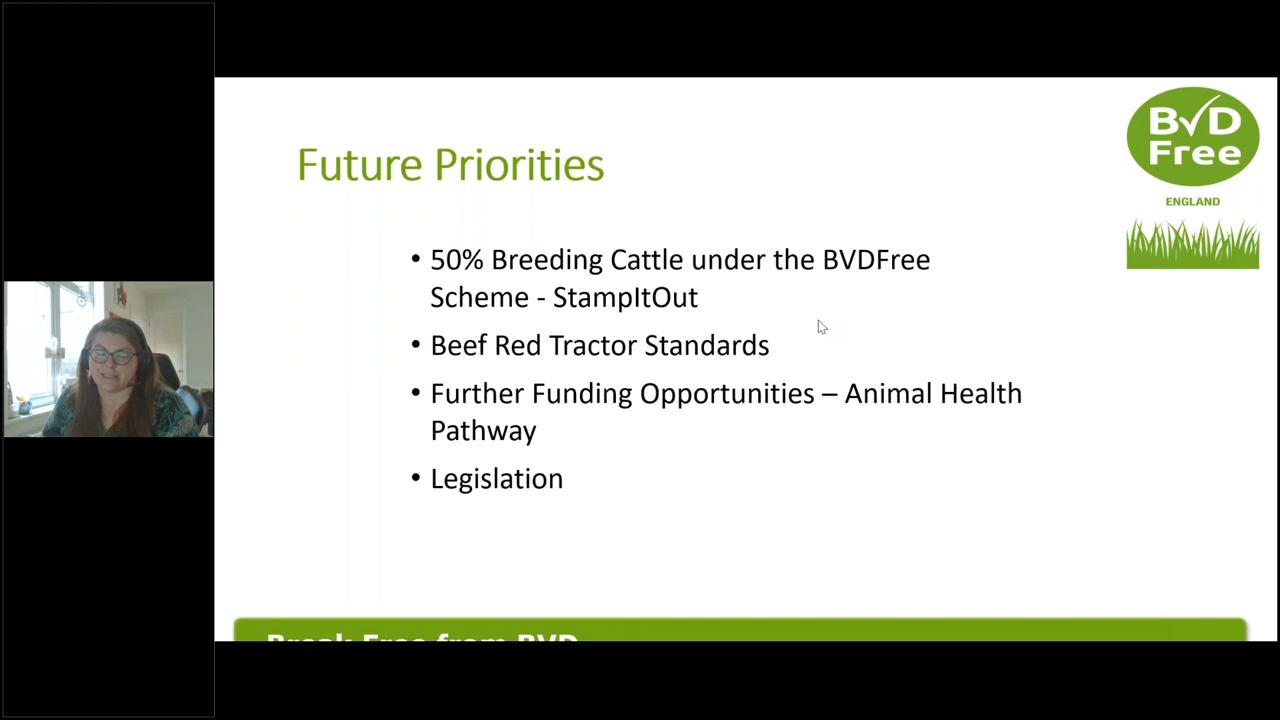 BVD
Free
ENGLAND
Future Priorities
• 50% Breeding Cattle under the BVDFree
Scheme - StampItOut
• Beef Red Tractor Standards
• Further Funding Opportunities – Animal Health
Pathway
• Legislation
Break Free from BVD